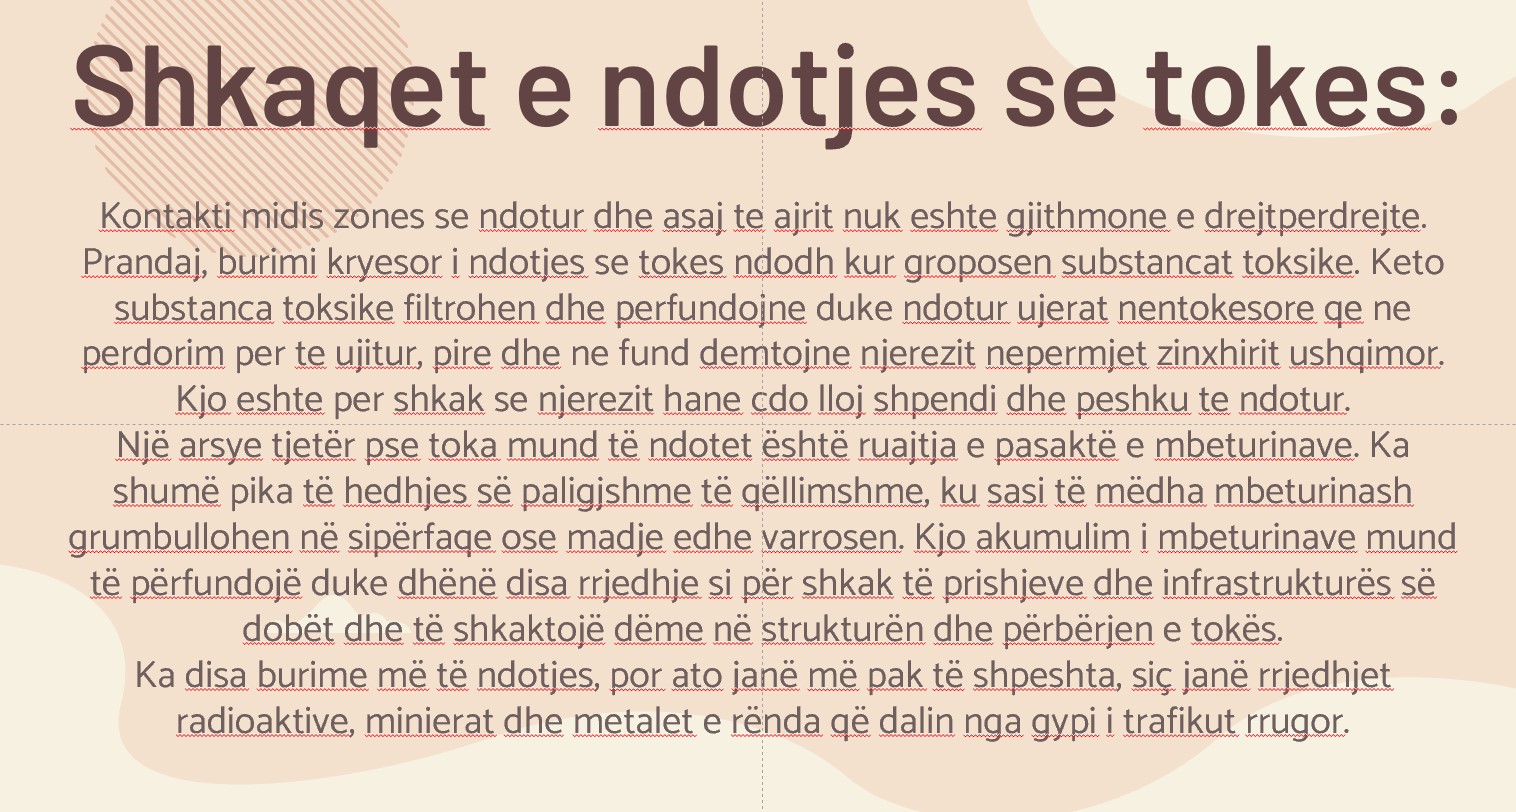 Shkaqet e ndotjes se tokes:
Kontakti midis zones se ndotur dhe asaj te ajrit nuk eshte gjithmone e drejtperdrejte.
Prandaj, burimi kryesor i ndotjes se tokes ndodh kur groposen substancat toksike. Keto
substanca toksike filtrohen dhe perfundojne duke ndotur ujerat nentokesore qe ne
perdorim per te ujitur, pire dhe ne fund demtojne njerezit nepermjet zinxhirit ushqimor.
Kjo eshte per shkak se njerezit hane cdo lloj shpendi dhe peshku te ndotur.
Një arsye tjetër pse toka mund të ndotet është ruajtja e pasaktë e mbeturinave. Ka
shumë pika të hedhjes së paligjshme të qëllimshme, ku sasi të mëdha mbeturinash
grumbullohen në sipërfaqe ose madje edhe varrosen. Kjo akumulim i mbeturinave mund
të përfundojë duke dhënë disa rrjedhje si për shkak të prishjeve dhe infrastrukturës së
dobët dhe të shkaktojë dëme në strukturën dhe përbërjen e tokës.
Ka disa burime më të ndotjes, por ato janë më pak të shpeshta, siç janë rrjedhjet
radioaktive, minierat dhe metalet e rënda që dalin nga gypi i trafikut rrugor.